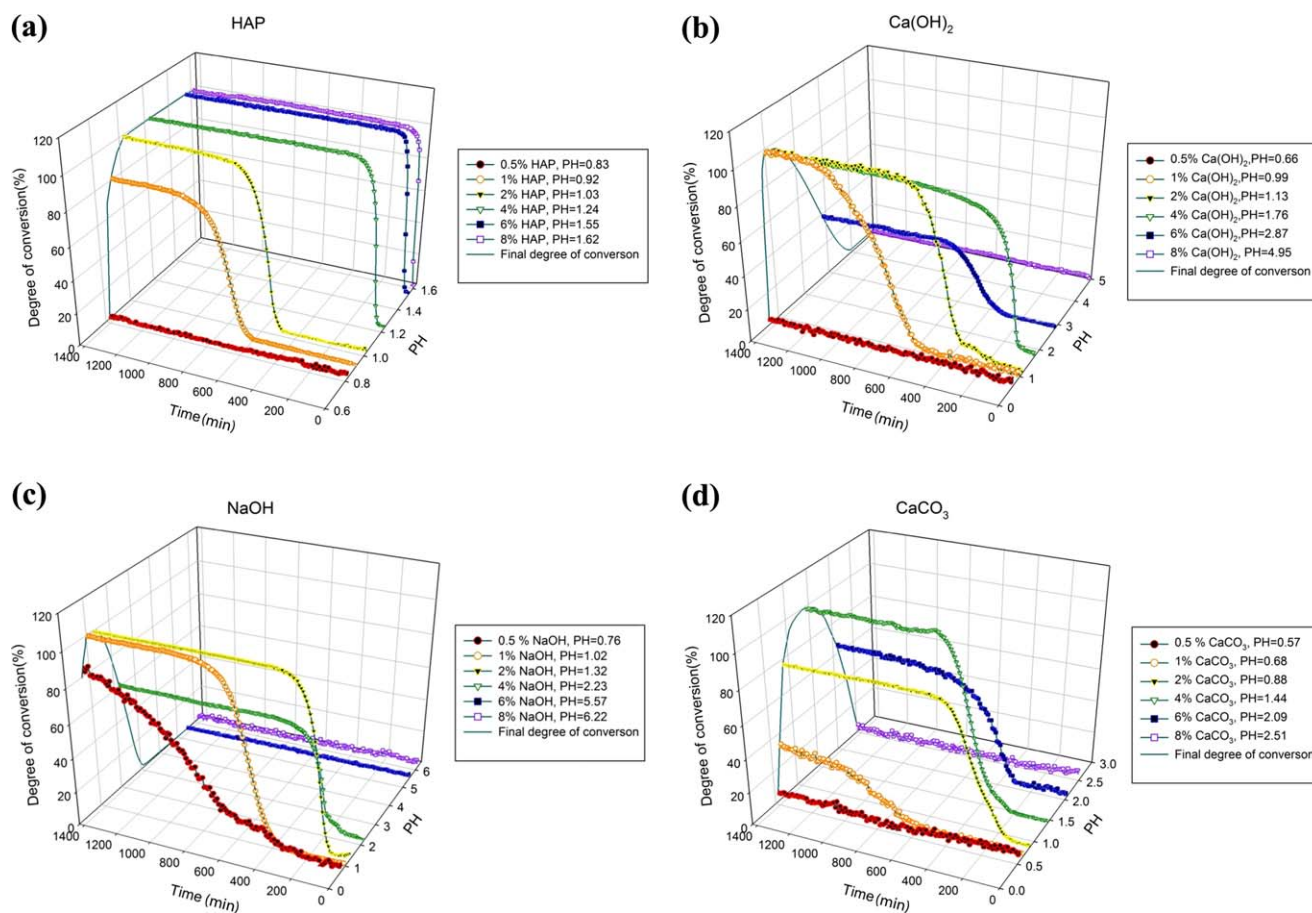 (a)
HAP
Degree of conversion(%)
120
100
80
60
40
20
0
1400
1200
1000
800
600
400
200
0
Time (min)
0.6
0.8
1.0
1.2
1.4
1.6
PH
0.5% HAP, PH=0.83
1% HAP, PH=0.92
2% HAP, PH=1.03
4% HAP, PH=1.24
6% HAP, PH=1.55
8% HAP, PH=1.62
Final degree of converson
(b)
Ca(OH)2
Degree of conversion(%)
120
100
80
60
40
20
0
1400
1200
1000
800
600
400
200
0
Time (min)
0
1
2
3
4
5
PH
0.5% Ca(OH)2,PH=0.66
1% Ca(OH)2,PH=0.99
2% Ca(OH)2,PH=1.13
4% Ca(OH)2,PH=1.76
6% Ca(OH)2,PH=2.87
8% Ca(OH)2,PH=4.95
Final degree of converson
(c)
NaOH
Degree of conversion(%)
120
100
80
60
40
20
0
1400
1200
1000
800
600
400
200
0
Time (min)
0
1
2
3
4
5
6
PH
0.5 % NaOH, PH=0.76
1% NaOH, PH=1.02
2% NaOH, PH=1.32
4% NaOH, PH=2.23
6% NaOH, PH=5.57
8% NaOH, PH=6.22
Final degree of converson
(d)
CaCO3
Degree of conversion(%)
120
100
80
60
40
20
0
1400
1200
1000
800
600
400
200
0
Time (min)
0.0
0.5
1.0
1.5
2.0
2.5
3.0
PH
0.5 % CaCO3, PH=0.57
1% CaCO3, PH=0.68
2% CaCO3, PH=0.88
4% CaCO3, PH=1.44
6% CaCO3, PH=2.09
8% CaCO3, PH=2.51
Final degree of converson